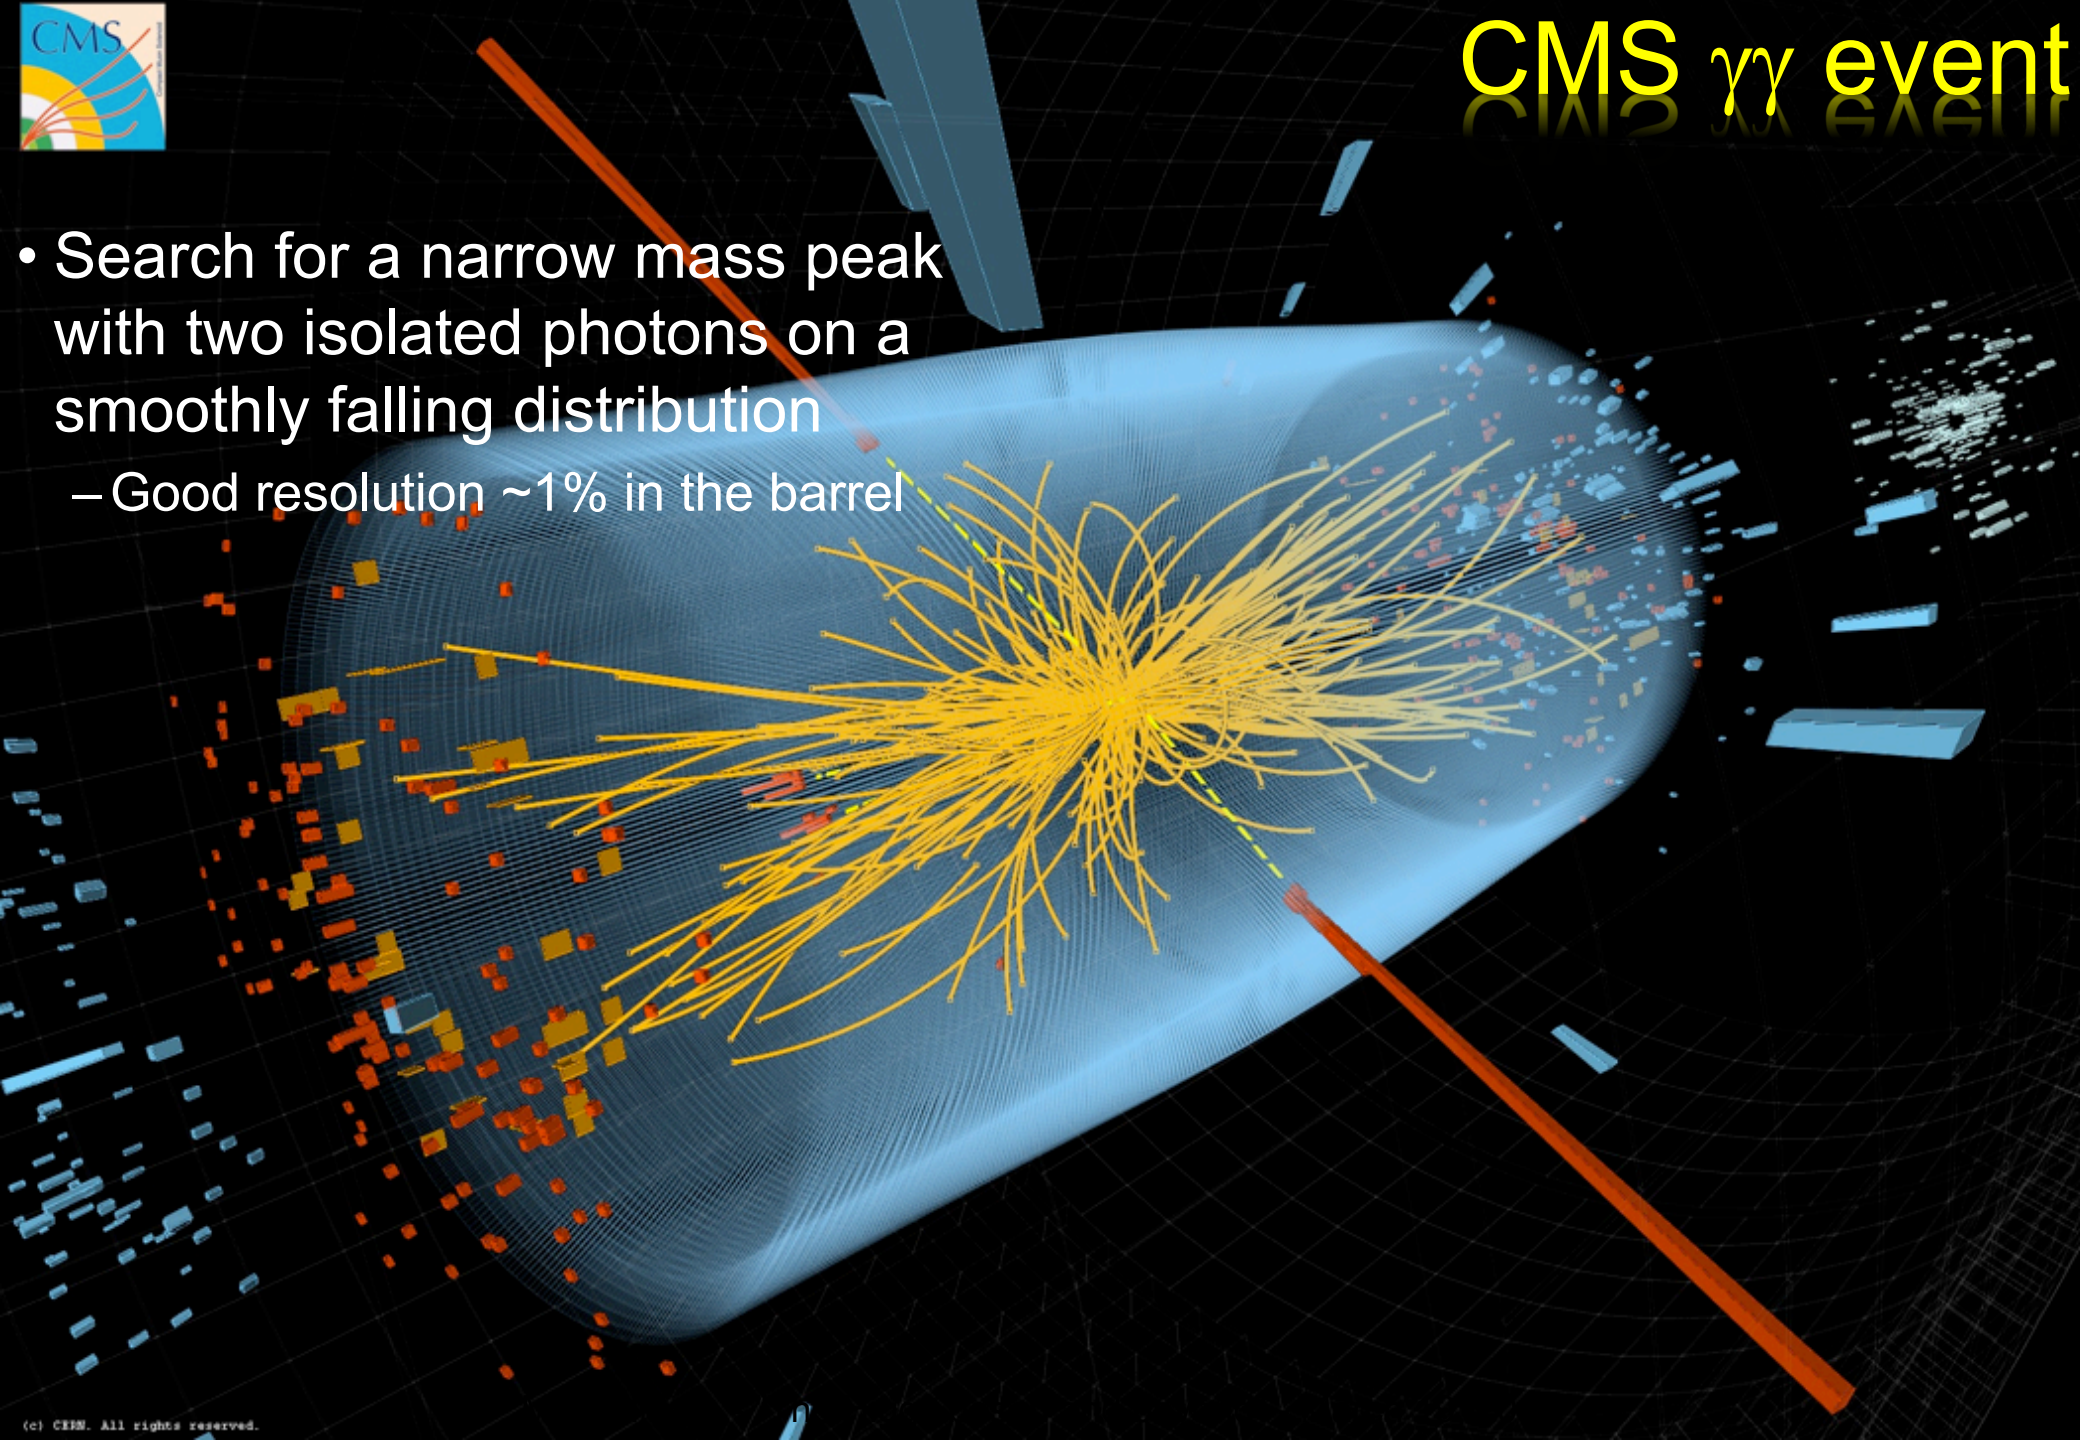 CMS
CMS γγ event
• Search for a narrow mass peak
with two isolated photons on a
smoothly falling distribution
– Good resolution ~1% in the barrel
(c) CERN. All rights reserved.